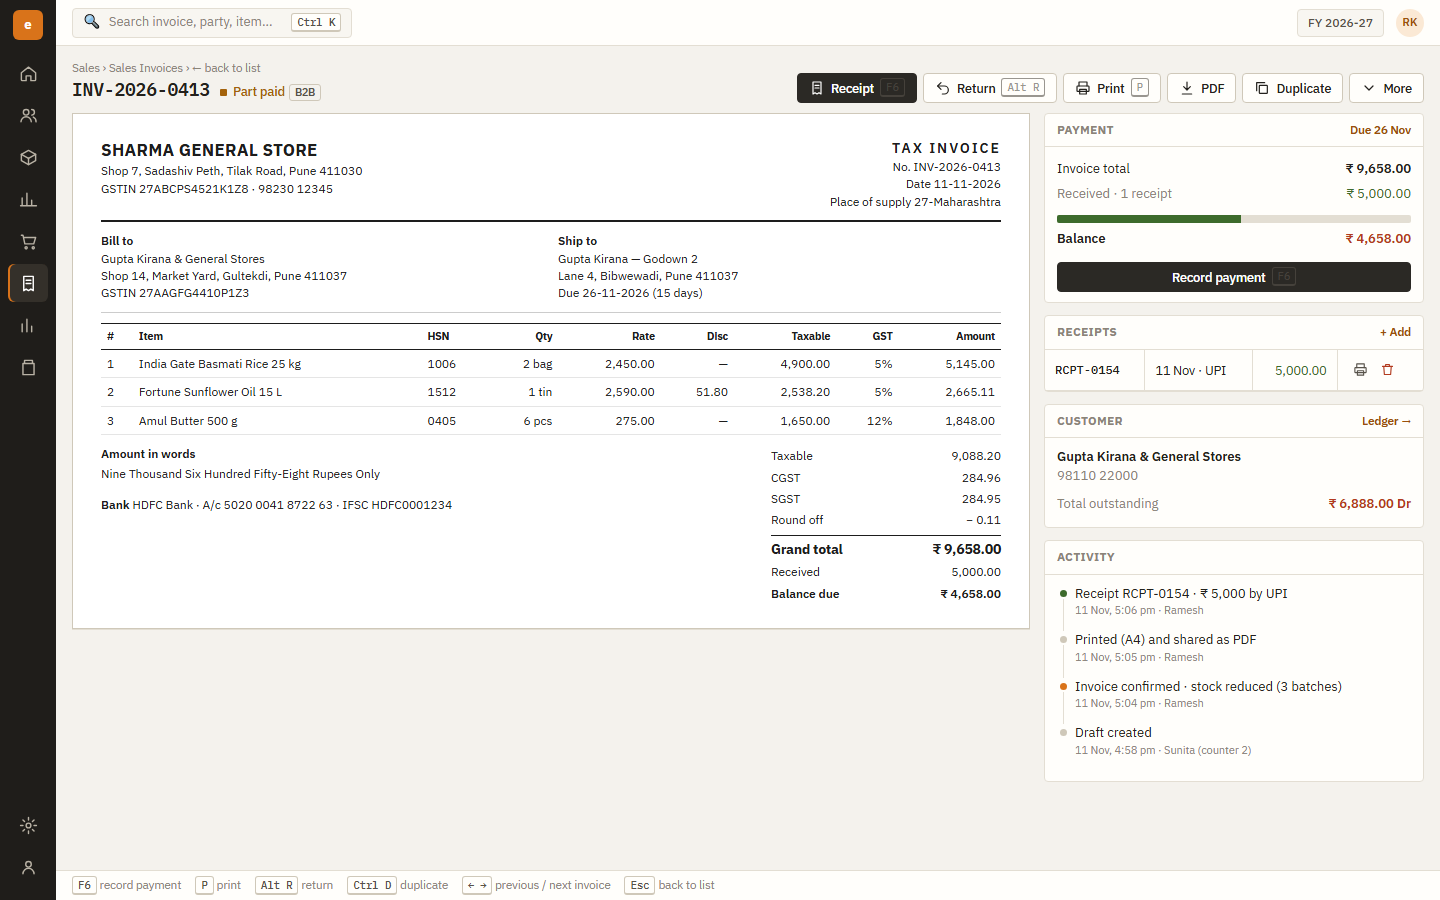 e
Search invoice, party, item... Ctrl K
FY 2026-27
RK
Sales › Sales Invoices › ← back to list
INV-2026-0413 Part paid B2B
Receipt F6
Return Alt R
Print P
PDF
Duplicate
More
SHARMA GENERAL STORE
Shop 7, Sadashiv Peth, Tilak Road, Pune 411030
GSTIN 27ABCPS4521K1Z8 · 98230 12345
TAX INVOICE
No. INV-2026-0413
Date 11-11-2026
Place of supply 27-Maharashtra
Bill to
Gupta Kirana & General Stores
Shop 14, Market Yard, Gultekdi, Pune 411037
GSTIN 27AAGFG4410P1Z3
Ship to
Gupta Kirana — Godown 2
Lane 4, Bibwewadi, Pune 411037
Due 26-11-2026 (15 days)
# Item HSN Qty Rate Disc Taxable GST Amount
1 India Gate Basmati Rice 25 kg 1006 2 bag 2,450.00 — 4,900.00 5% 5,145.00
2 Fortune Sunflower Oil 15 L 1512 1 tin 2,590.00 51.80 2,538.20 5% 2,665.11
3 Amul Butter 500 g 0405 6 pcs 275.00 — 1,650.00 12% 1,848.00
Amount in words
Nine Thousand Six Hundred Fifty-Eight Rupees Only
Bank HDFC Bank · A/c 5020 0041 8722 63 · IFSC HDFC0001234
Taxable 9,088.20
CGST 284.96
SGST 284.95
Round off − 0.11
Grand total ₹ 9,658.00
Received 5,000.00
Balance due ₹ 4,658.00
PAYMENT Due 26 Nov
Invoice total ₹ 9,658.00
Received · 1 receipt ₹ 5,000.00
Balance ₹ 4,658.00
Record payment F6
RECEIPTS + Add
RCPT-0154 11 Nov · UPI 5,000.00
CUSTOMER Ledger →
Gupta Kirana & General Stores
98110 22000
Total outstanding ₹ 6,888.00 Dr
ACTIVITY
Receipt RCPT-0154 · ₹ 5,000 by UPI
11 Nov, 5:06 pm · Ramesh
Printed (A4) and shared as PDF
11 Nov, 5:05 pm · Ramesh
Invoice confirmed · stock reduced (3 batches)
11 Nov, 5:04 pm · Ramesh
Draft created
11 Nov, 4:58 pm · Sunita (counter 2)
F6 record payment P print Alt R return Ctrl D duplicate ← → previous / next invoice Esc back to list